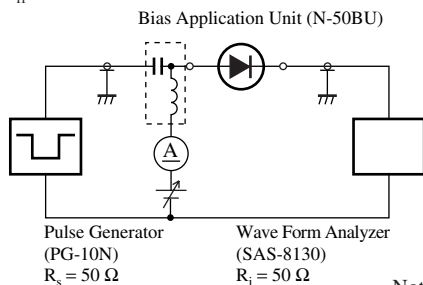 n
Bias Application Unit (N-50BU)
A
Pulse Generator
(PG-10N)
Rs = 50 Ω
Wave Form Analyzer
(SAS-8130)
Ri = 50 Ω